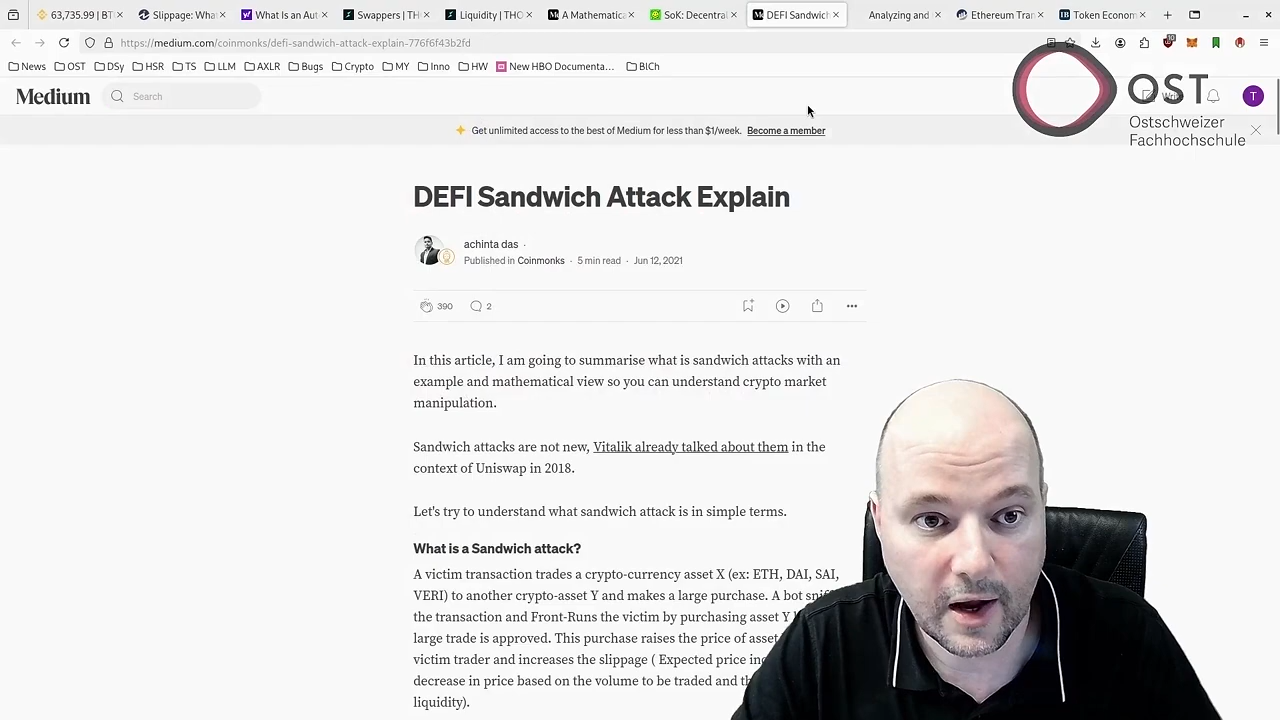 63,735.99 | BT
Slippage: Wha
What Is an Aut
Swappers | TH
Liquidity | THO
A Mathematica
SoK: Decentral
DEFI Sandwich
Analyzing and
Ethereum Tran
Token Econom
https://medium.com/coinmonks/defi-sandwich-attack-explain-776f6f43b2fd
News OST DSy HSR TS LLM AXLR Bugs Crypto MY Inno HW New HBO Documenta... BICh
Medium
Search
OST
Ostschweizer
Fachhochschule
T
Get unlimited access to the best of Medium for less than $1/week. Become a member
DEFI Sandwich Attack Explain
achinta das ·
Published in Coinmonks · 5 min read · Jun 12, 2021
390 2
In this article, I am going to summarise what is sandwich attacks with an
example and mathematical view so you can understand crypto market
manipulation.
Sandwich attacks are not new, Vitalik already talked about them in the
context of Uniswap in 2018.
Let's try to understand what sandwich attack is in simple terms.
What is a Sandwich attack?
A victim transaction trades a crypto-currency asset X (ex: ETH, DAI, SAI,
VERI) to another crypto-asset Y and makes a large purchase. A bot
the transaction and Front-Runs the victim by purchasing asset Y
large trade is approved. This purchase raises the price of asset
victim trader and increases the slippage ( Expected price
decrease in price based on the volume to be traded and
liquidity).